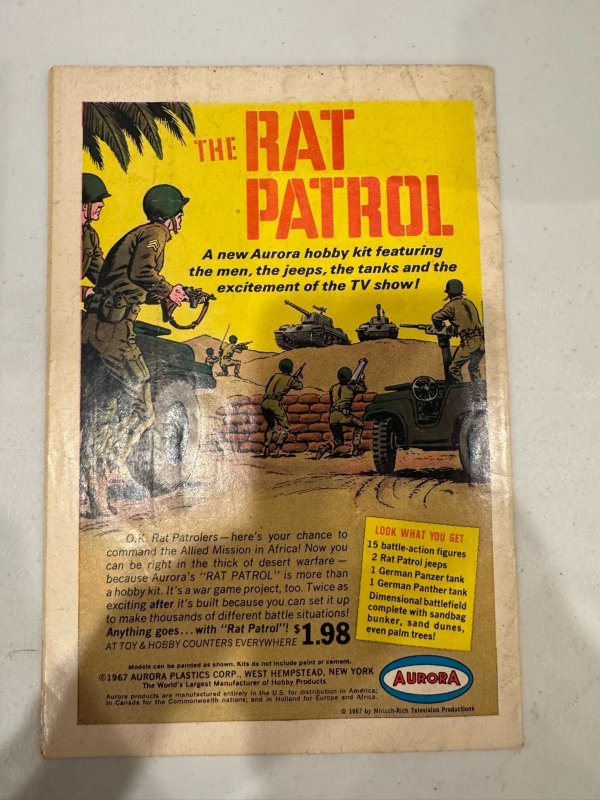 THE RAT
PATROL
A new Aurora hobby kit featuring
the men, the jeeps, the tanks and the
excitement of the TV show!
O.K. Rat Patrolers — here's your chance to
command the Allied Mission in Africa! Now you
can be right in the thick of desert warfare —
because Aurora's "RAT PATROL" is more than
a hobby kit. It's a war game project, too. Twice as
exciting after it's built because you can set it up
to make thousands of different battle situations!
Anything goes...with "Rat Patrol"! $1.98
AT TOY & HOBBY COUNTERS EVERYWHERE
LOOK WHAT YOU GET
15 battle-action figures
2 Rat Patrol jeeps
1 German Panzer tank
1 German Panther tank
Dimensional battlefield
complete with sandbag
bunker, sand dunes,
even palm trees!
Models can be painted as shown. Kits do not include paint or cement.
©1967 AURORA PLASTICS CORP., WEST HEMPSTEAD, NEW YORK
The World's Largest Manufacturer of Hobby Products
Aurora products are manufactured entirely in the U.S. for distribution in America;
in Canada for the Commonwealth nations; and in Holland for Europe and Africa.
AURORA
© 1967 by Mirisch-Rich Television Productions